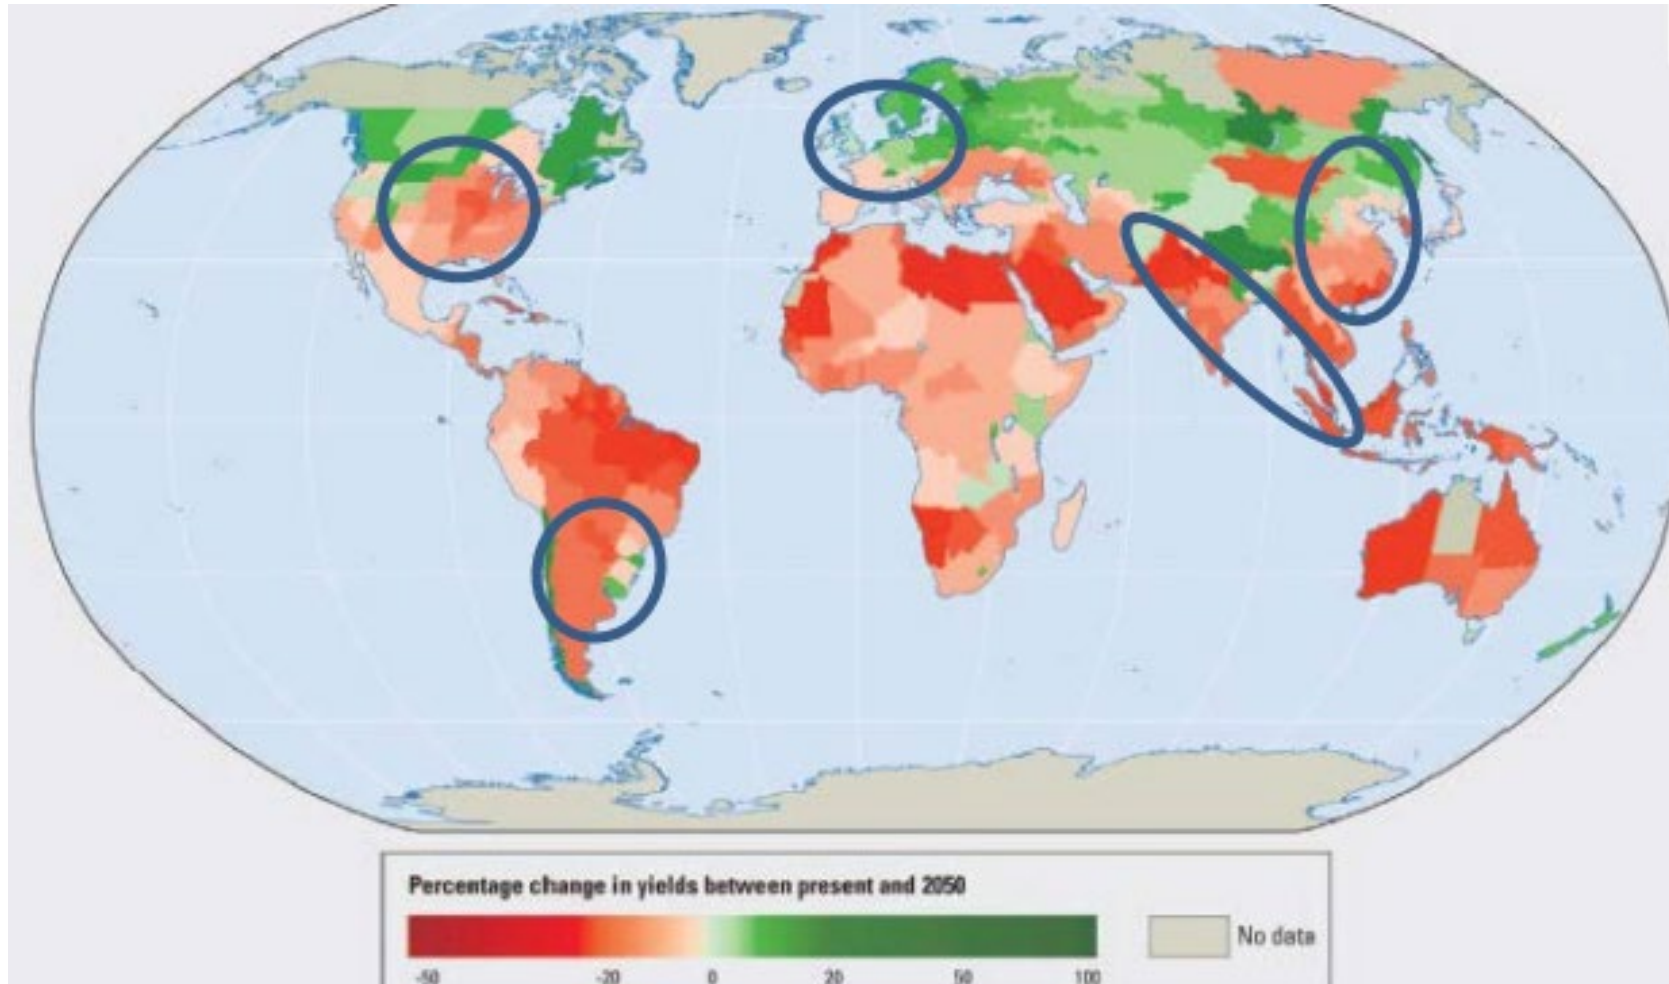 Percentage change in yields between present and 2050
No data
-50 -20 0 20 50 100